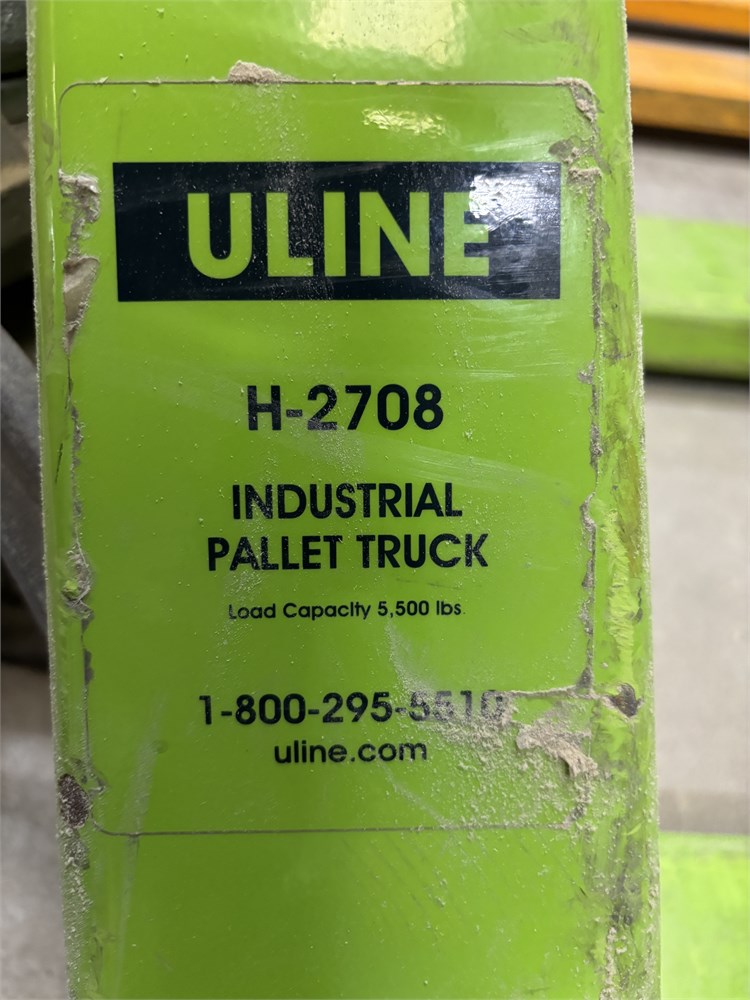 ULINE
H-2708
INDUSTRIAL
PALLET TRUCK
Load Capacity 5,500 lbs.
1-800-295-5510
uline.com